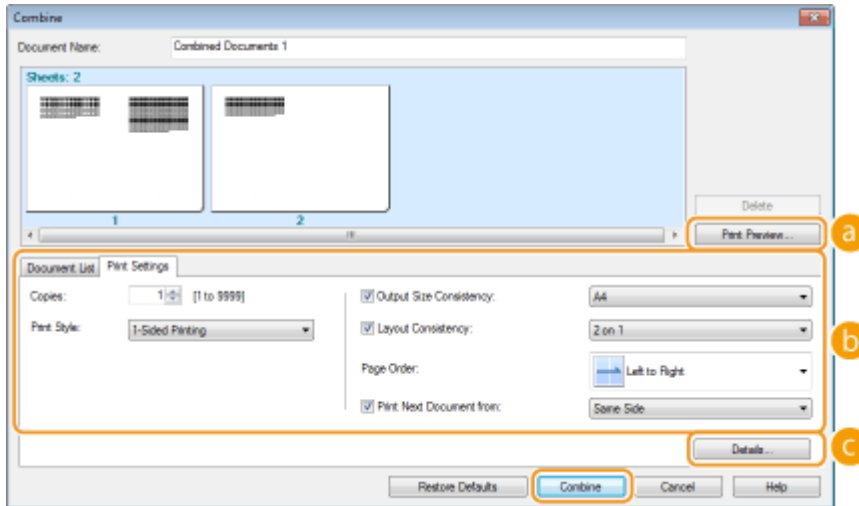 Combine
Document Name: Combined Documents 1
Sheets: 2
1 2
Delete
Print Preview... a
Document List Print Settings
Copies: 1 [1 to 9999] Output Size Consistency: A4
Print Style: 1-Sided Printing Layout Consistency: 2 on 1 b
Page Order: Left to Right
Print Next Document from: Same Side
Details... c
Restore Defaults Combine Cancel Help